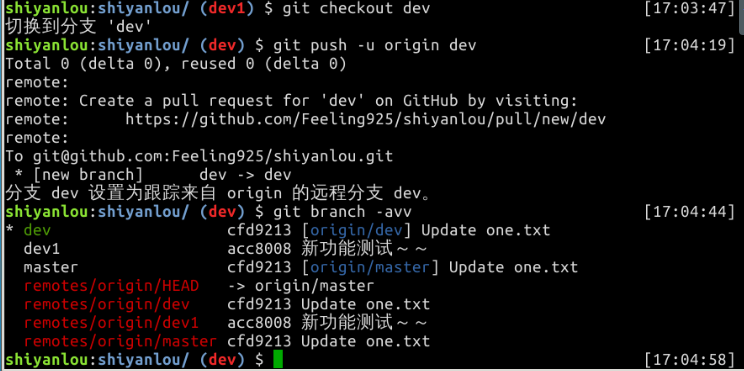 shiyanlou:shiyanlou/ (dev1) $ git checkout dev [17:03:47]
切换到分支 'dev'
shiyanlou:shiyanlou/ (dev) $ git push -u origin dev [17:04:19]
Total 0 (delta 0), reused 0 (delta 0)
remote:
remote: Create a pull request for 'dev' on GitHub by visiting:
remote:      https://github.com/Feeling925/shiyanlou/pull/new/dev
remote:
To git@github.com:Feeling925/shiyanlou.git
 * [new branch]      dev -> dev
分支 dev 设置为跟踪来自 origin 的远程分支 dev。
shiyanlou:shiyanlou/ (dev) $ git branch -avv [17:04:44]
* dev                   cfd9213 [origin/dev] Update one.txt
  dev1                  acc8008 新功能测试～～
  master                cfd9213 [origin/master] Update one.txt
  remotes/origin/HEAD   -> origin/master
  remotes/origin/dev    cfd9213 Update one.txt
  remotes/origin/dev1   acc8008 新功能测试～～
  remotes/origin/master cfd9213 Update one.txt
shiyanlou:shiyanlou/ (dev) $ [17:04:58]